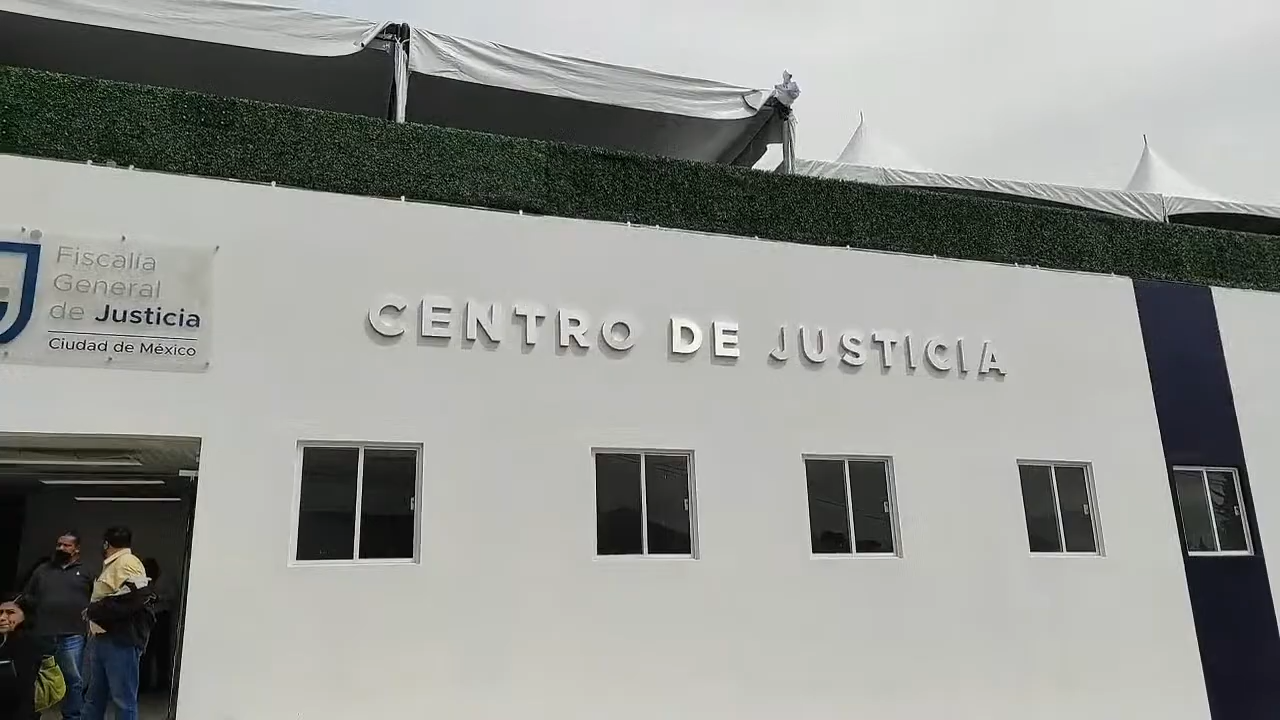 Fiscalía
General
de Justicia
Ciudad de México
CENTRO DE JUSTICIA